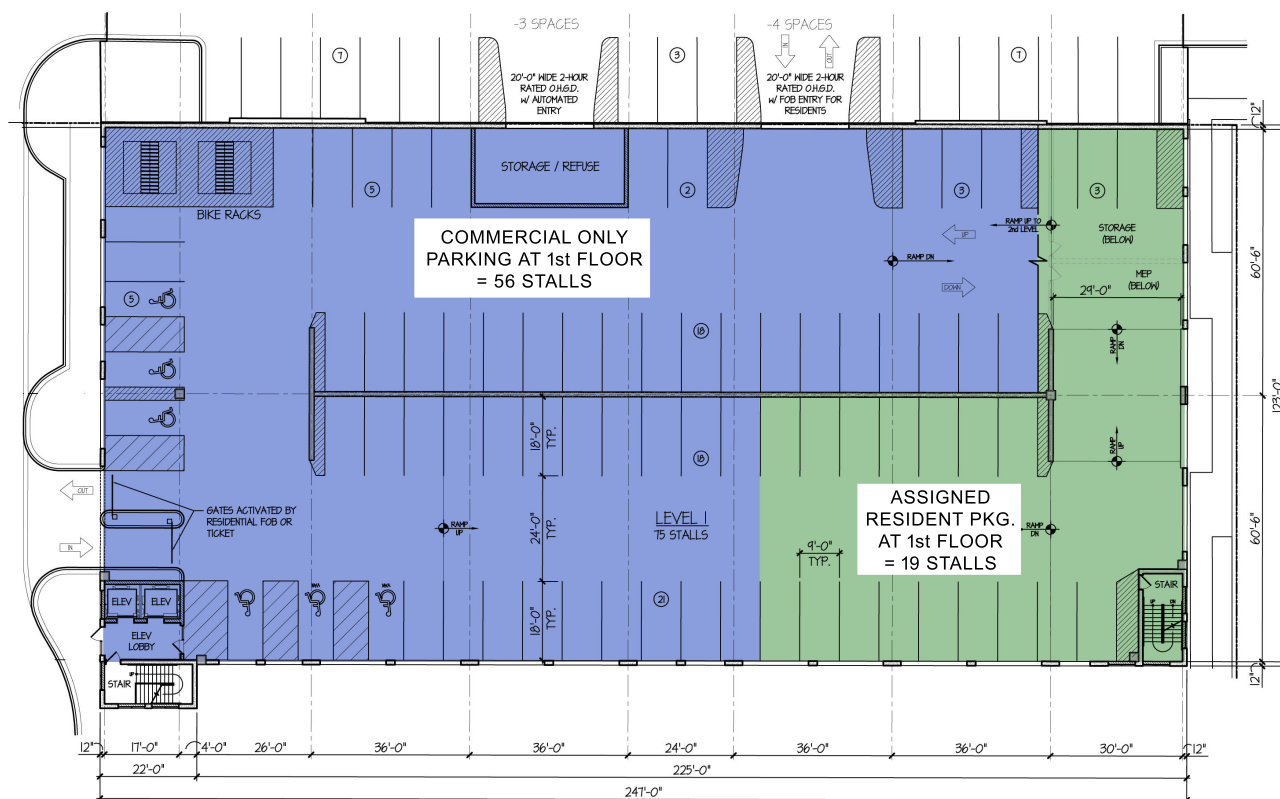 -3 SPACES
-4 SPACES
7
3
7
IN
OUT
20'-0" WIDE 2-HOUR
RATED O.H.G.D.
W/ AUTOMATED
ENTRY
20'-0" WIDE 2-HOUR
RATED O.H.G.D.
W/ FOB ENTRY FOR
RESIDENTS
12"
STORAGE / REFUSE
5
2
3
3
BIKE RACKS
RAMP UP TO
2nd LEVEL
STORAGE
(BELOW)
COMMERCIAL ONLY
PARKING AT 1st FLOOR
= 56 STALLS
UP
RAMP DN
DOWN
MEP
(BELOW)
29'-0"
60'-6"
5
18
RAMP
DN
123'-0"
18'-0"
TYP.
18
RAMP
UP
OUT
IN
GATES ACTIVATED BY
RESIDENTIAL FOB OR
TICKET
RAMP
UP
24'-0"
TYP.
LEVEL 1
75 STALLS
9'-0"
TYP.
ASSIGNED
RESIDENT PKG.
AT 1st FLOOR
= 19 STALLS
RAMP
DN
60'-6"
ELEV
ELEV
ELEV
LOBBY
18'-0"
TYP.
21
STAIR
UP
DN
STAIR
UP
12"
12"
17'-0"
4'-0"
26'-0"
36'-0"
36'-0"
24'-0"
36'-0"
36'-0"
30'-0"
12"
22'-0"
225'-0"
247'-0"